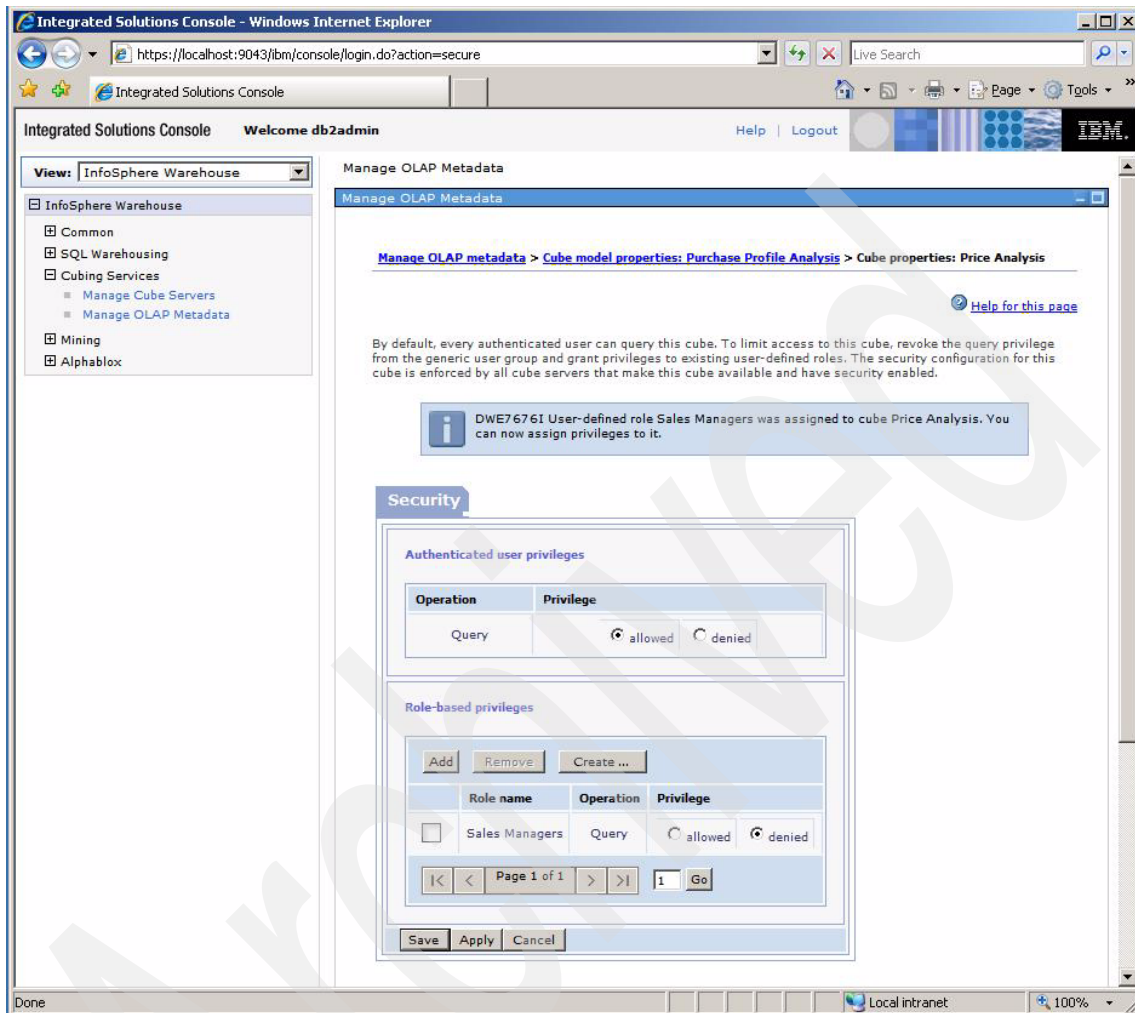 Integrated Solutions Console - Windows Internet Explorer
https://localhost:9043/ibm/console/login.do?action=secure
Live Search
Integrated Solutions Console
Page
Tools
»
Integrated Solutions Console
Welcome db2admin
Help | Logout
IBM.
View: InfoSphere Warehouse
InfoSphere Warehouse
Common
SQL Warehousing
Cubing Services
Manage Cube Servers
Manage OLAP Metadata
Mining
Alphablox
Manage OLAP Metadata
Manage OLAP Metadata
Manage OLAP metadata > Cube model properties: Purchase Profile Analysis > Cube properties: Price Analysis
Help for this page
By default, every authenticated user can query this cube. To limit access to this cube, revoke the query privilege
from the generic user group and grant privileges to existing user-defined roles. The security configuration for this
cube is enforced by all cube servers that make this cube available and have security enabled.
DWE7676I User-defined role Sales Managers was assigned to cube Price Analysis. You
can now assign privileges to it.
Security
Authenticated user privileges
Operation Privilege
Query allowed denied
Role-based privileges
Add Remove Create ...
Role name Operation Privilege
Sales Managers Query allowed denied
Page 1 of 1 1 Go
Save Apply Cancel
Done
Local intranet
100%
Archived